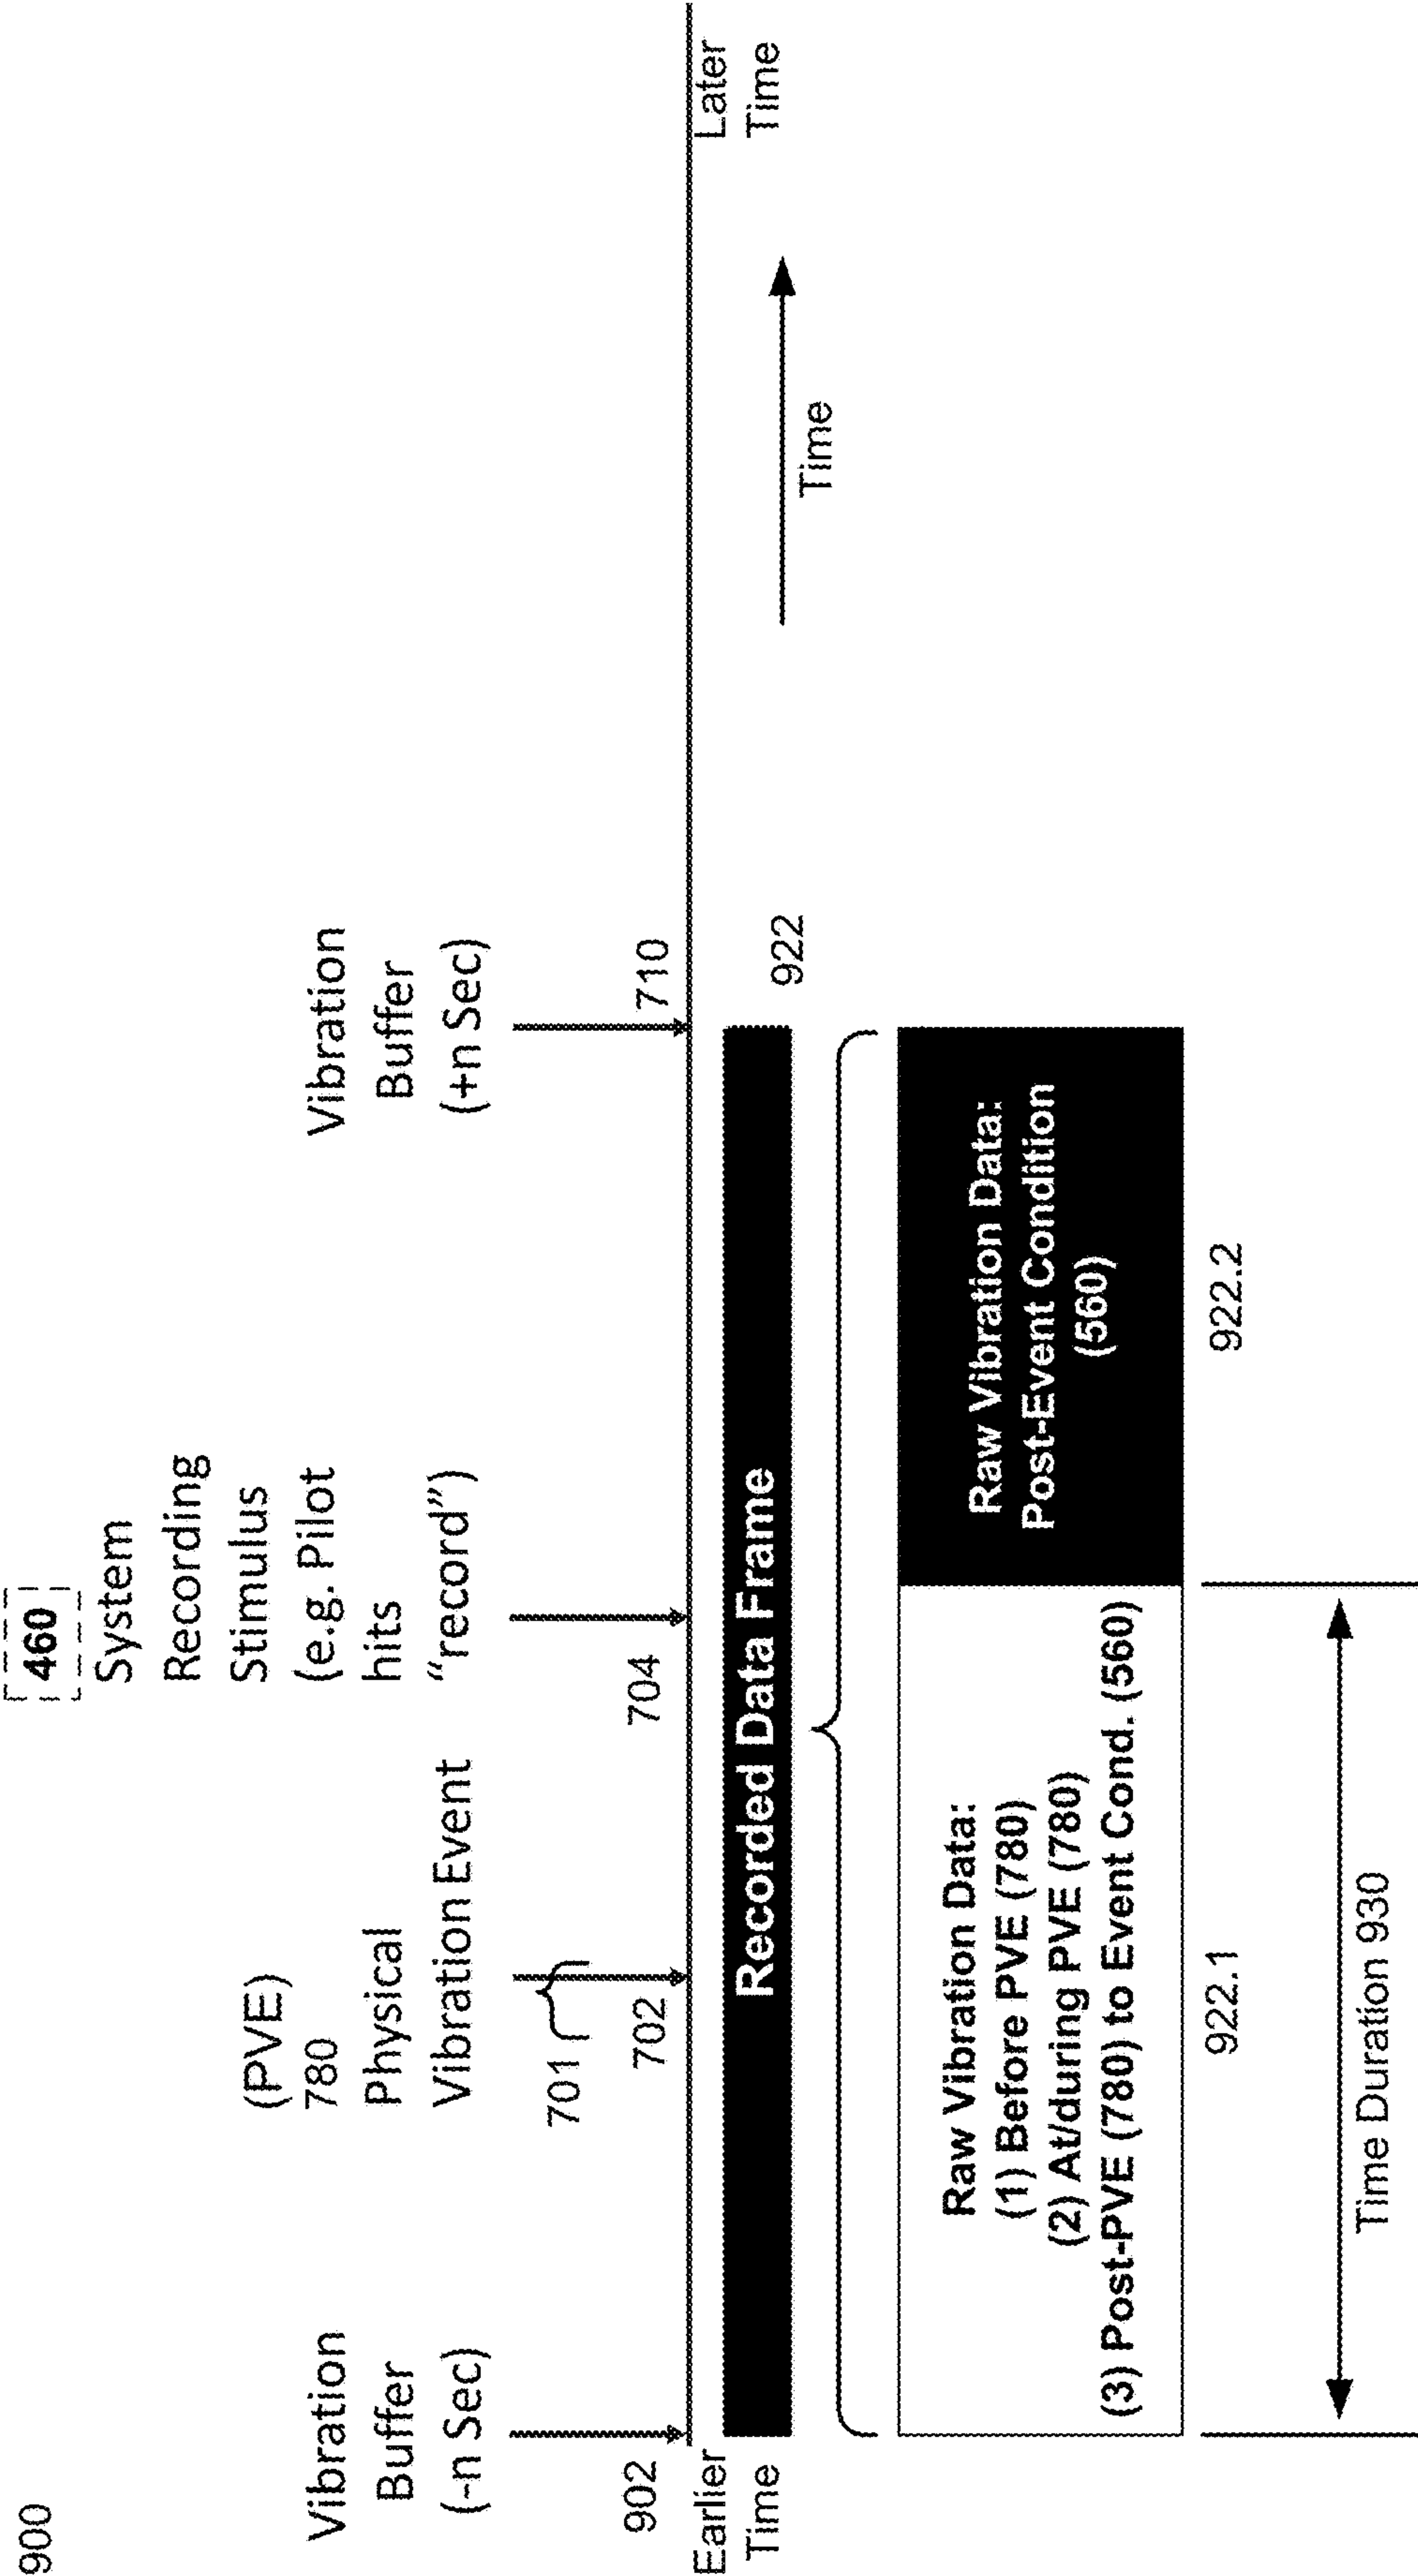 900
460
System
Recording
Stimulus
(e.g. Pilot
hits
“record”)
(PVE)
780
Physical
Vibration Event
Vibration
Buffer
(-n Sec)
Vibration
Buffer
(+n Sec)
701
902
702
704
710
Earlier
Time
Later
Time
Recorded Data Frame
922
Time
Raw Vibration Data:
(1) Before PVE (780)
(2) At/during PVE (780)
(3) Post-PVE (780) to Event Cond. (560)
Raw Vibration Data:
Post-Event Condition
(560)
922.1
922.2
Time Duration 930